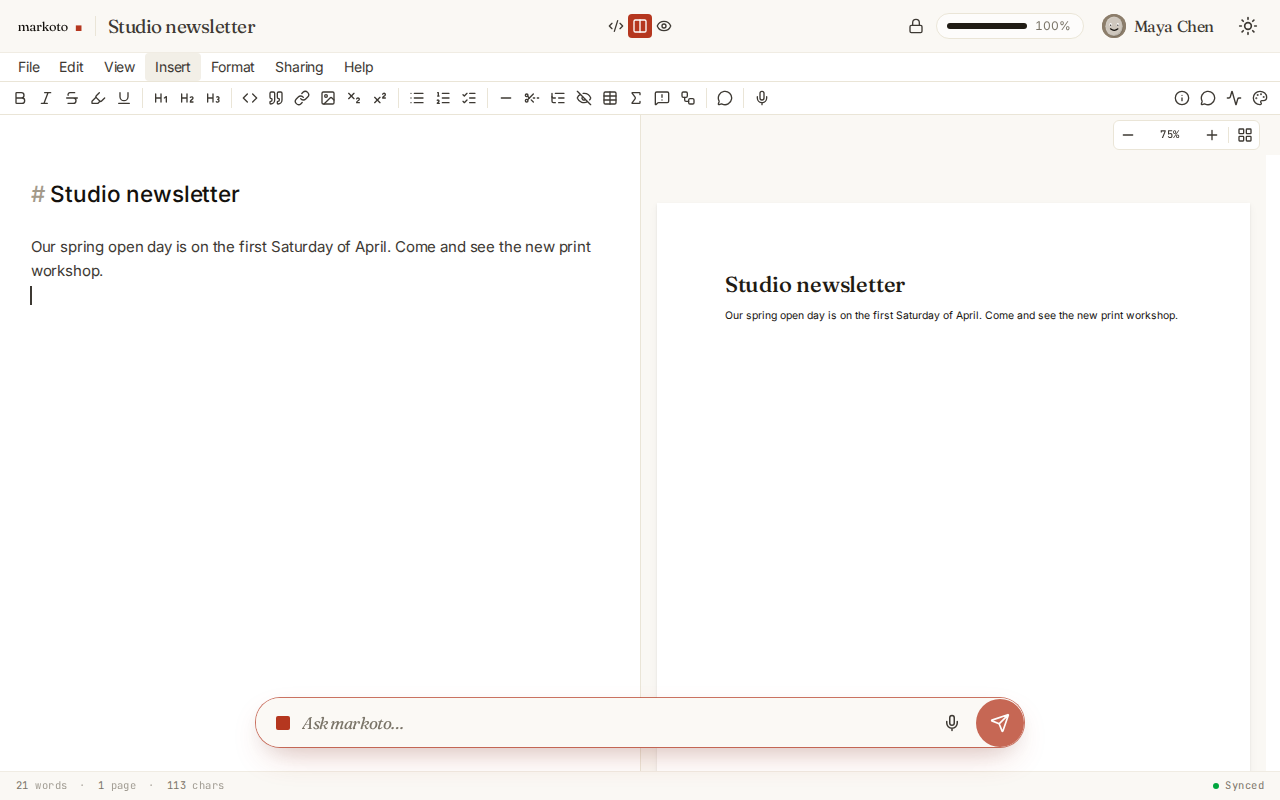 markoto
Studio newsletter
100%
Maya Chen
File Edit View Insert Format Sharing Help
H1 H2 H3
75%
# Studio newsletter
Our spring open day is on the first Saturday of April. Come and see the new print
workshop.
Studio newsletter
Our spring open day is on the first Saturday of April. Come and see the new print workshop.
Ask markoto...
21 words · 1 page · 113 chars
Synced